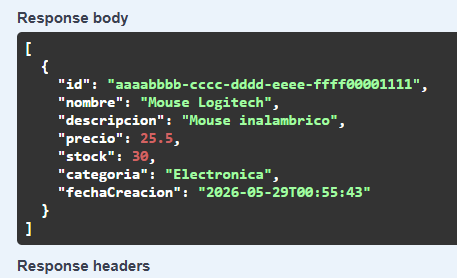 Response body
[
  {
    "id": "aaaabbbb-cccc-dddd-eeee-ffff00001111",
    "nombre": "Mouse Logitech",
    "descripcion": "Mouse inalambrico",
    "precio": 25.5,
    "stock": 30,
    "categoria": "Electronica",
    "fechaCreacion": "2026-05-29T00:55:43"
  }
]
Response headers